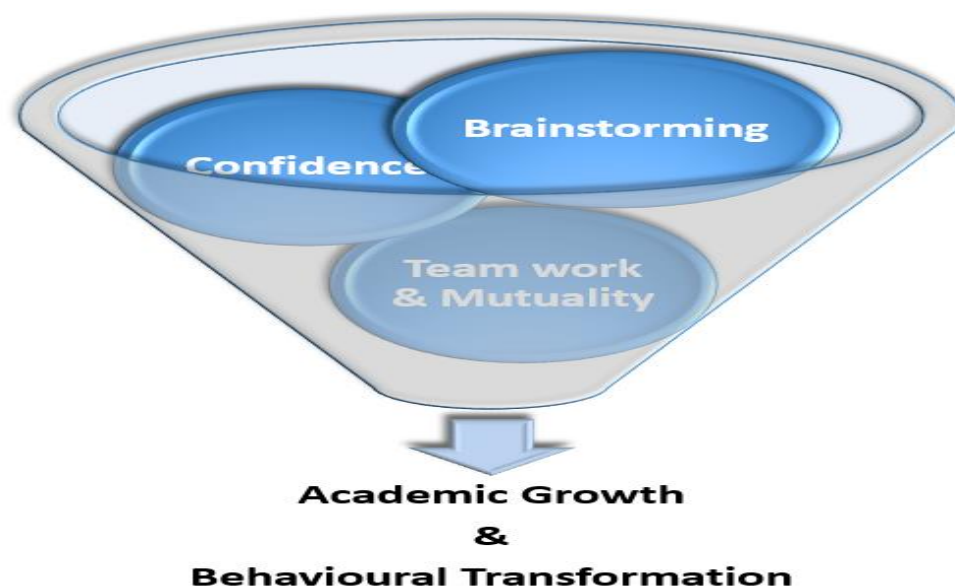 Brainstorming
Confidence
Team work
& Mutuality
Academic Growth
&
Behavioural Transformation